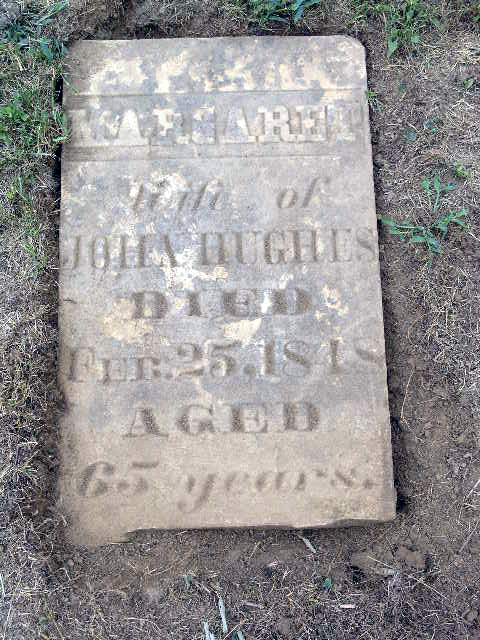 MARGARET
Wife of
JOHN HUGHES
DIED
FEB. 25, 1848
AGED
65 years.